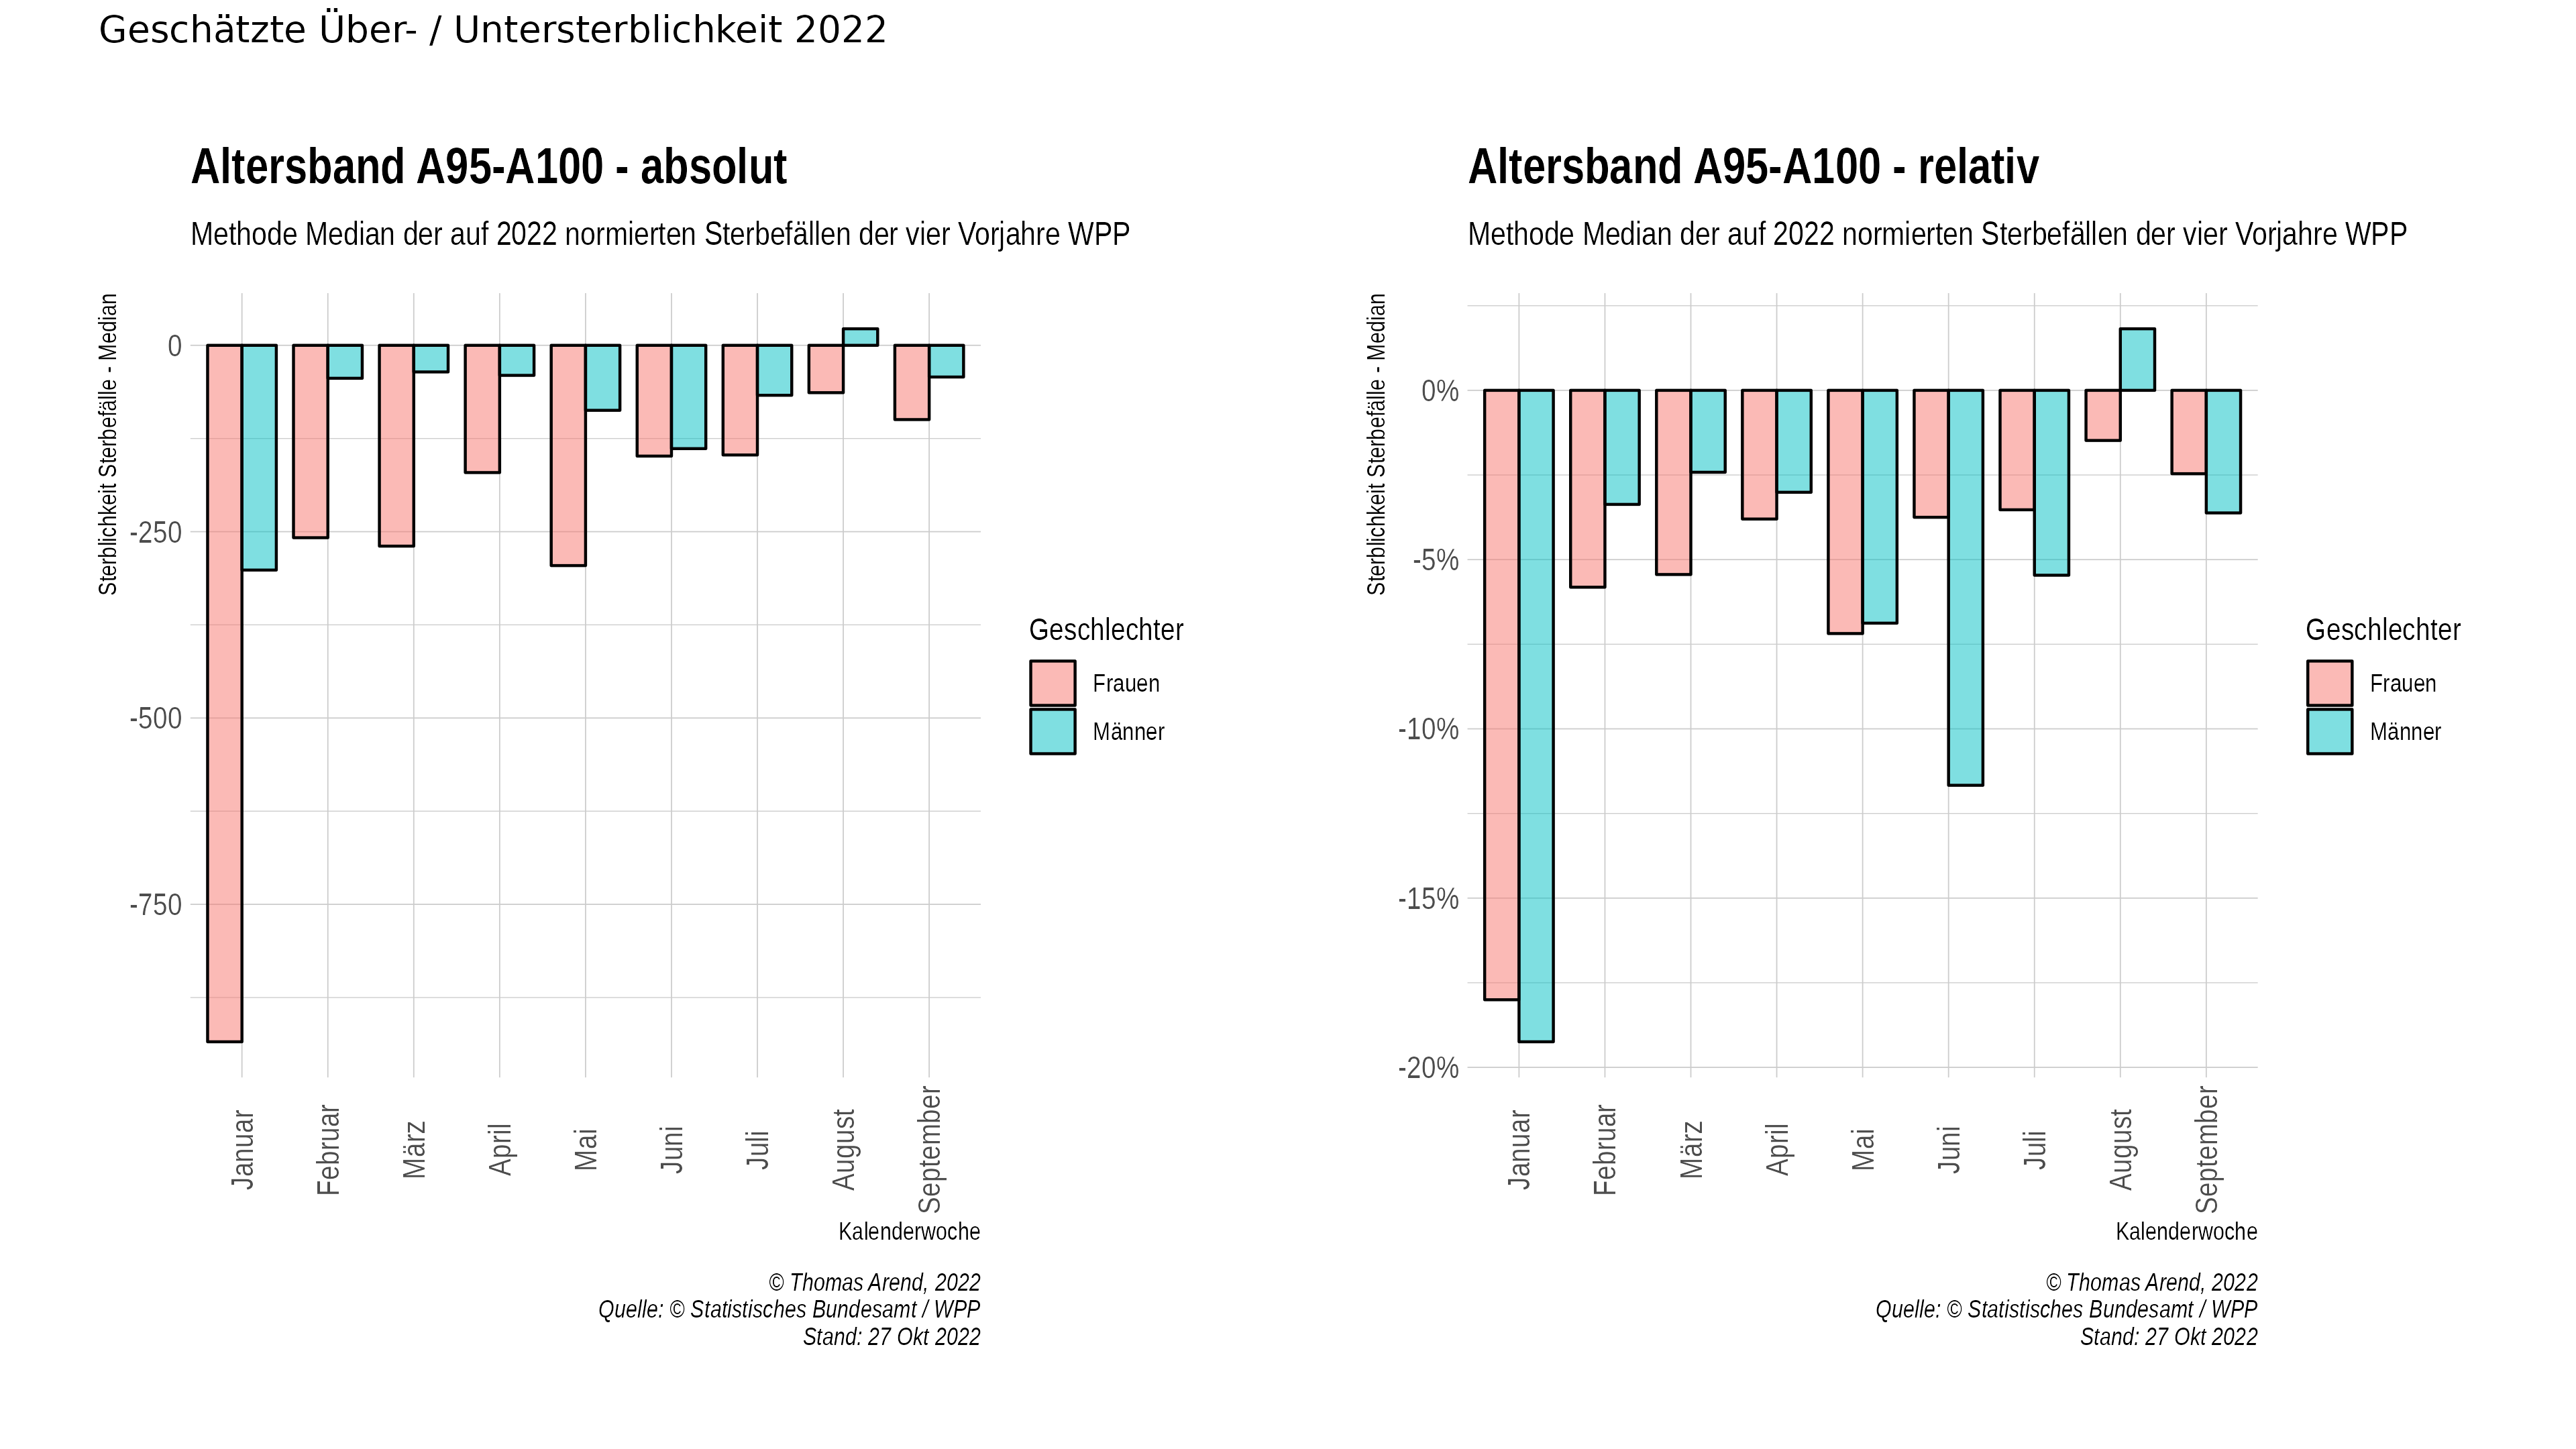 Geschätzte Über- / Untersterblichkeit 2022
Altersband A95-A100 - absolut
Methode Median der auf 2022 normierten Sterbefällen der vier Vorjahre WPP
Sterblichkeit Sterbefälle - Median
0
-250
-500
-750
Januar
Februar
März
April
Mai
Juni
Juli
August
September
Kalenderwoche
Geschlechter
Frauen
Männer
© Thomas Arend, 2022
Quelle: © Statistisches Bundesamt / WPP
Stand: 27 Okt 2022
Altersband A95-A100 - relativ
Methode Median der auf 2022 normierten Sterbefällen der vier Vorjahre WPP
Sterblichkeit Sterbefälle - Median
0%
-5%
-10%
-15%
-20%
Januar
Februar
März
April
Mai
Juni
Juli
August
September
Kalenderwoche
Geschlechter
Frauen
Männer
© Thomas Arend, 2022
Quelle: © Statistisches Bundesamt / WPP
Stand: 27 Okt 2022